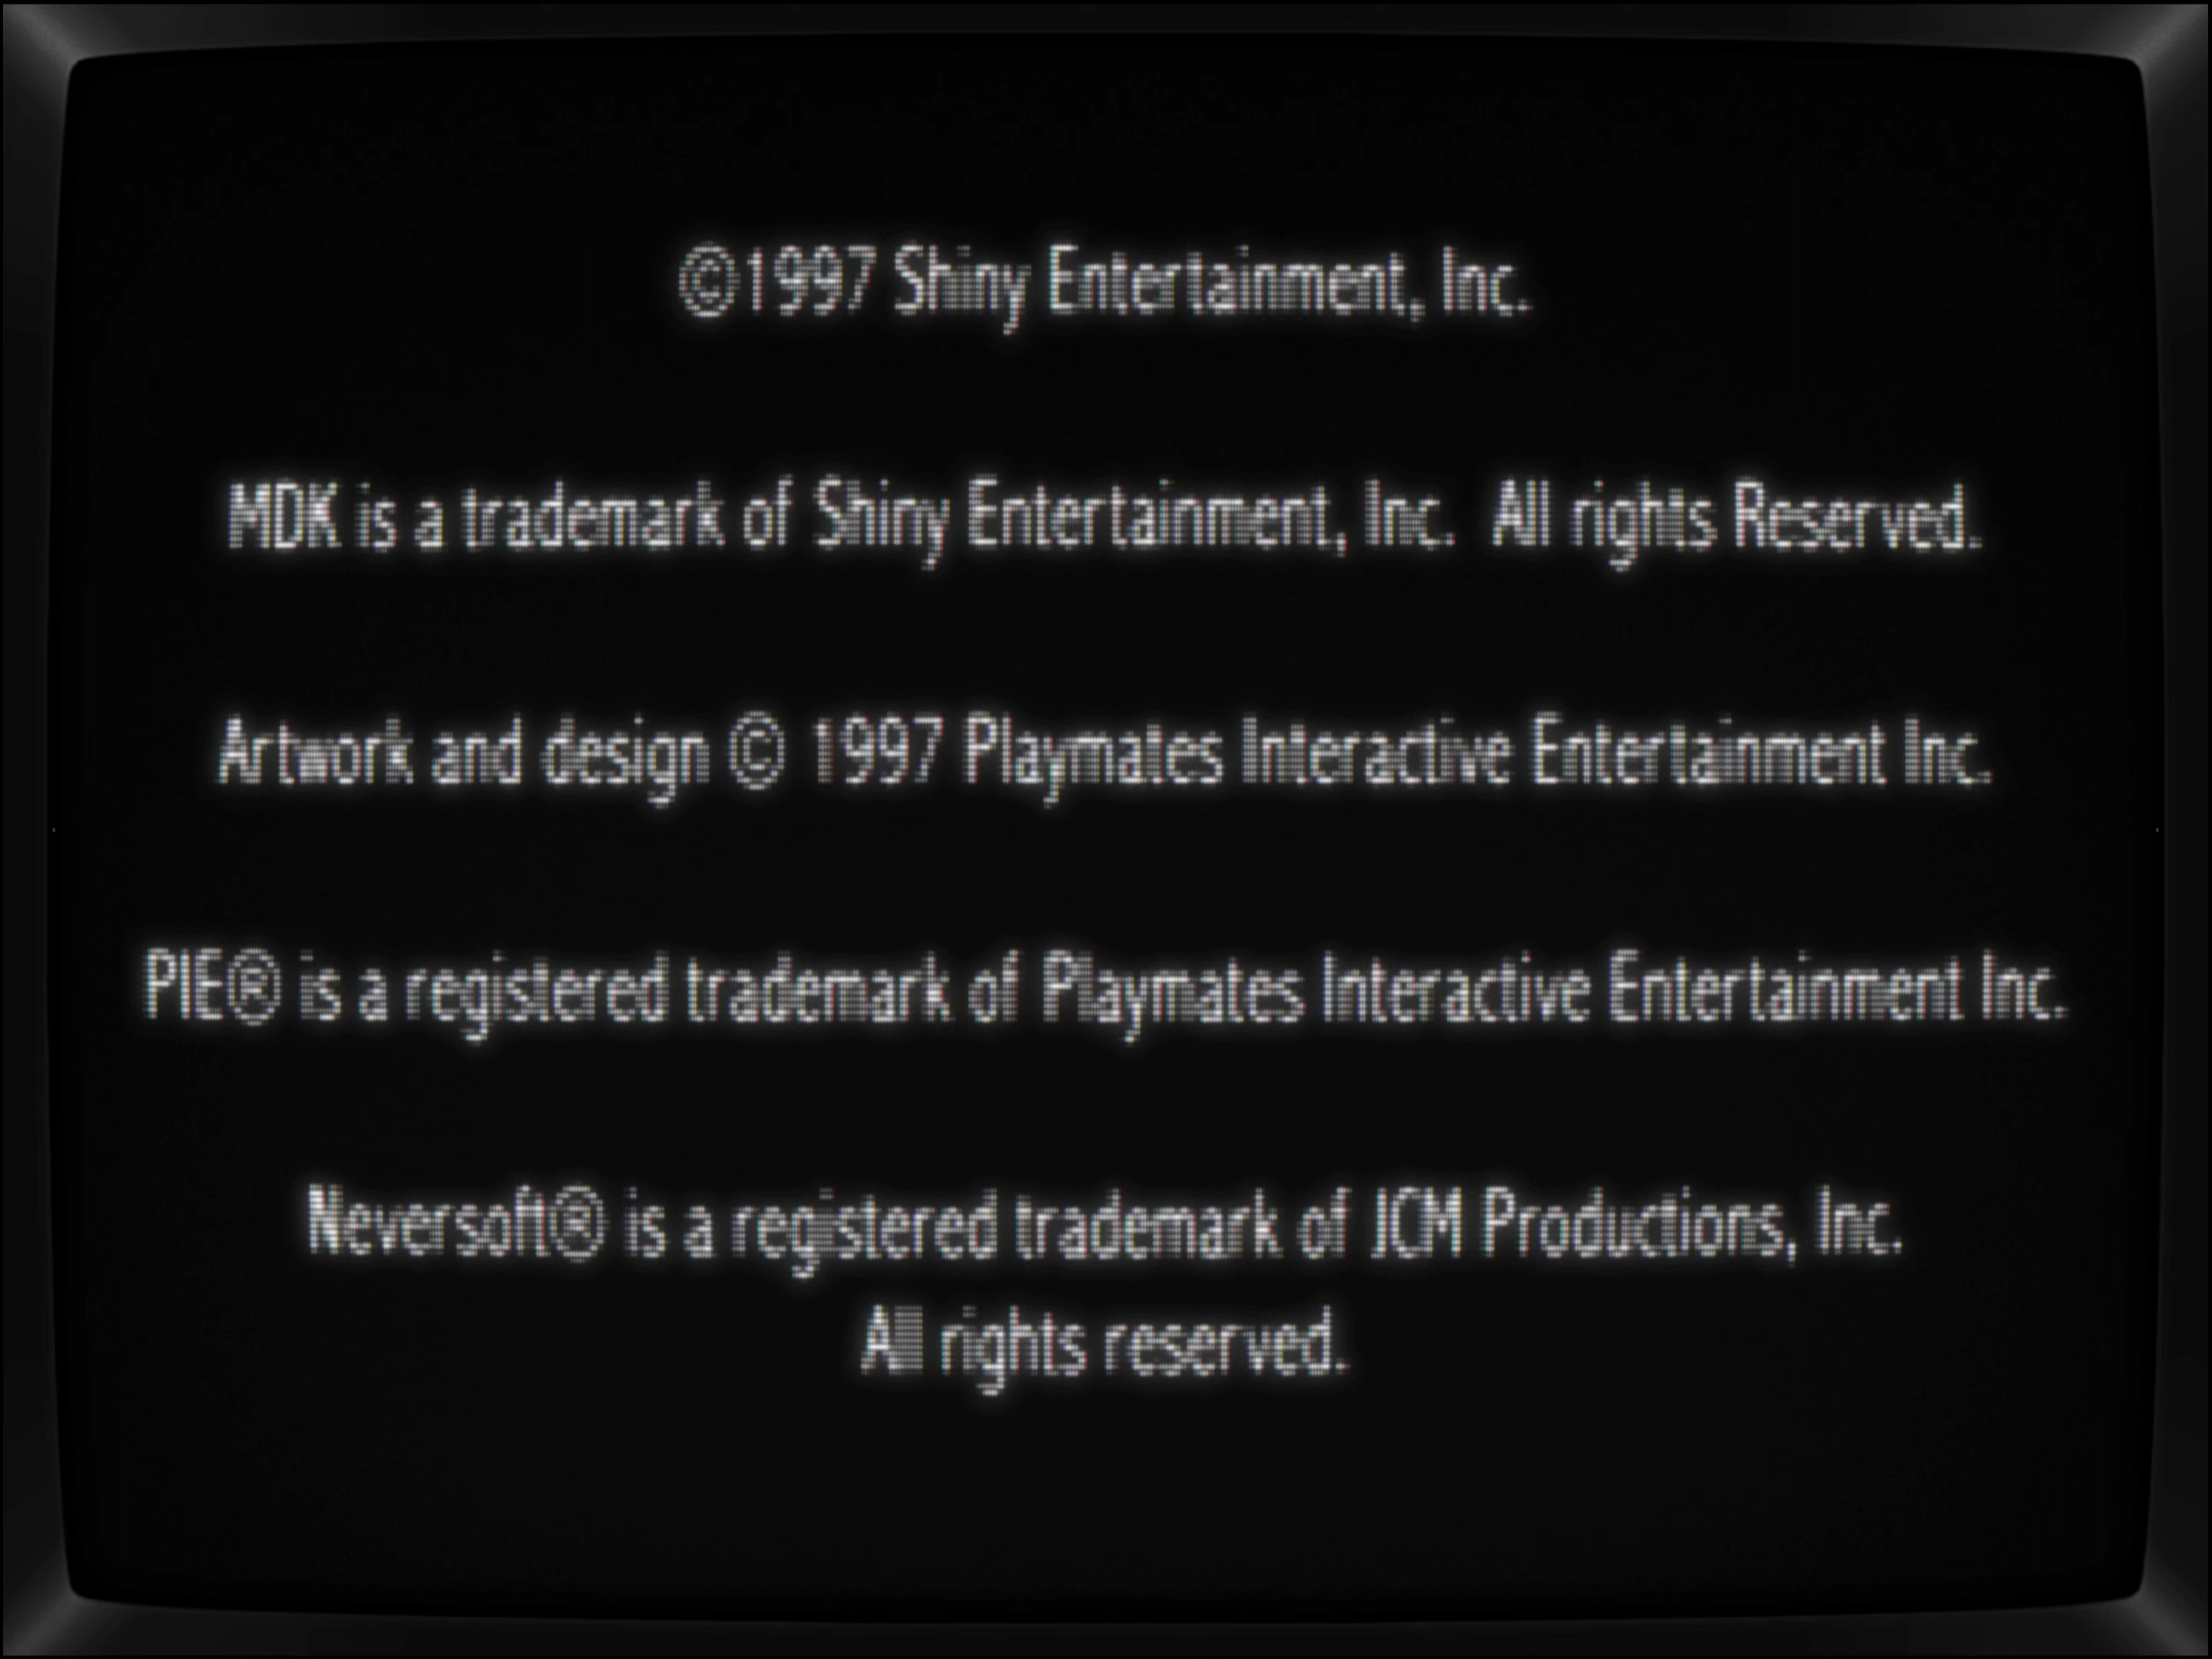 ©1997 Shiny Entertainment, Inc.
MDK is a trademark of Shiny Entertainment, Inc.  All rights Reserved.
Artwork and design © 1997 Playmates Interactive Entertainment Inc.
PIE® is a registered trademark of Playmates Interactive Entertainment Inc.
Neversoft® is a registered trademark of JCM Productions, Inc.
All rights reserved.